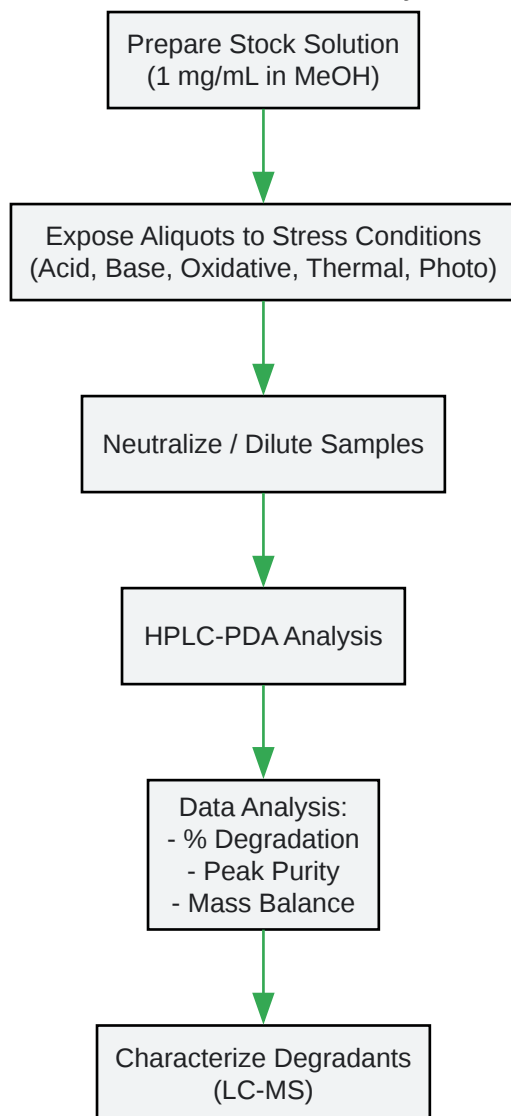 Prepare Stock Solution
(1 mg/mL in MeOH)
Expose Aliquots to Stress Conditions
(Acid, Base, Oxidative, Thermal, Photo)
Neutralize / Dilute Samples
HPLC-PDA Analysis
Data Analysis:
- % Degradation
- Peak Purity
- Mass Balance
Characterize Degradants
(LC-MS)